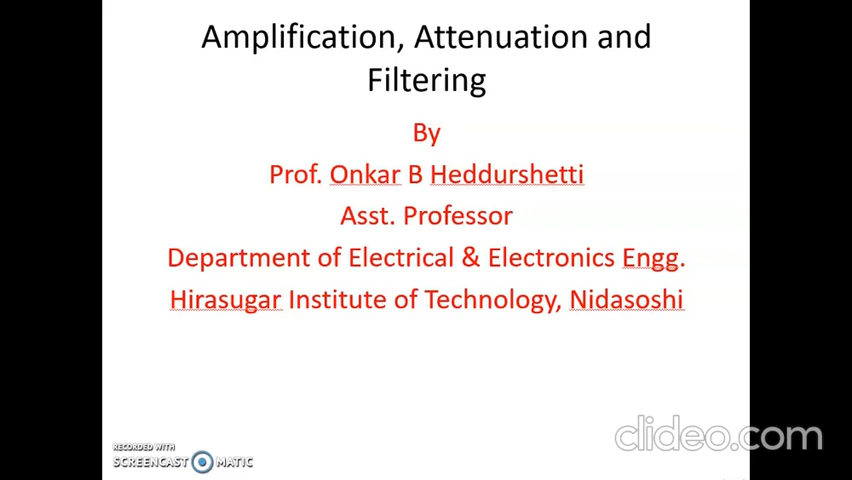 Amplification, Attenuation and
Filtering
By
Prof. Onkar B Heddurshetti
Asst. Professor
Department of Electrical & Electronics Engg.
Hirasugar Institute of Technology, Nidasoshi
RECORDED WITH
SCREENCAST MATIC
clideo.com